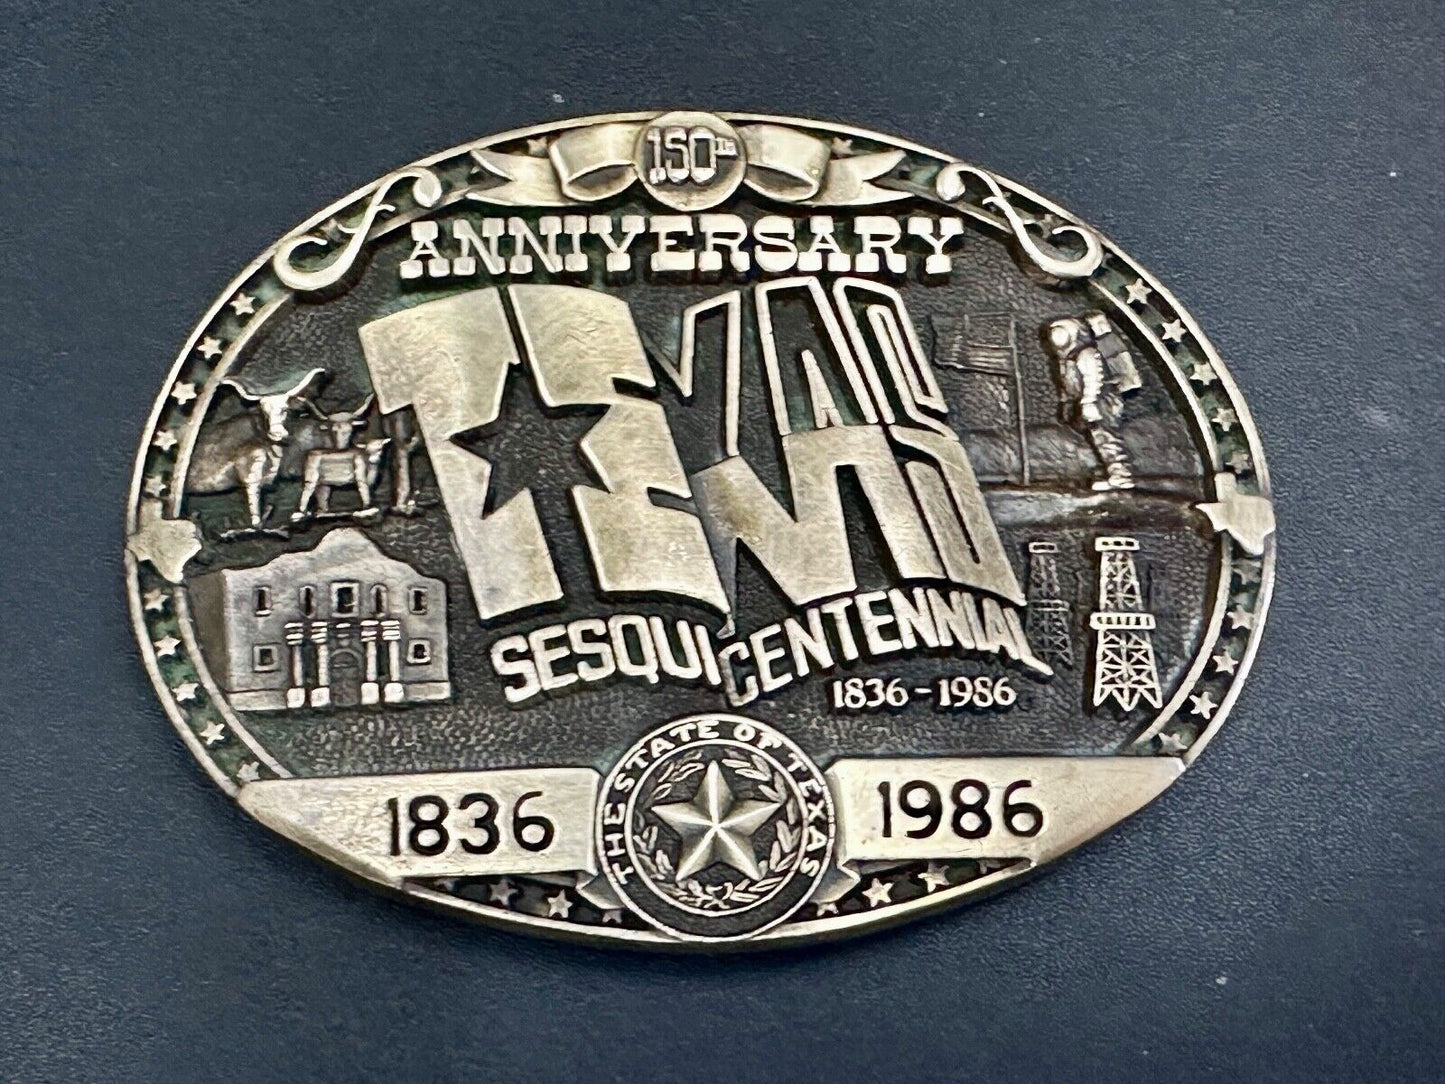 150th
ANNIVERSARY
TEXAS
SESQUICENTENNIAL
1836-1986
1836
THE STATE OF TEXAS
1986